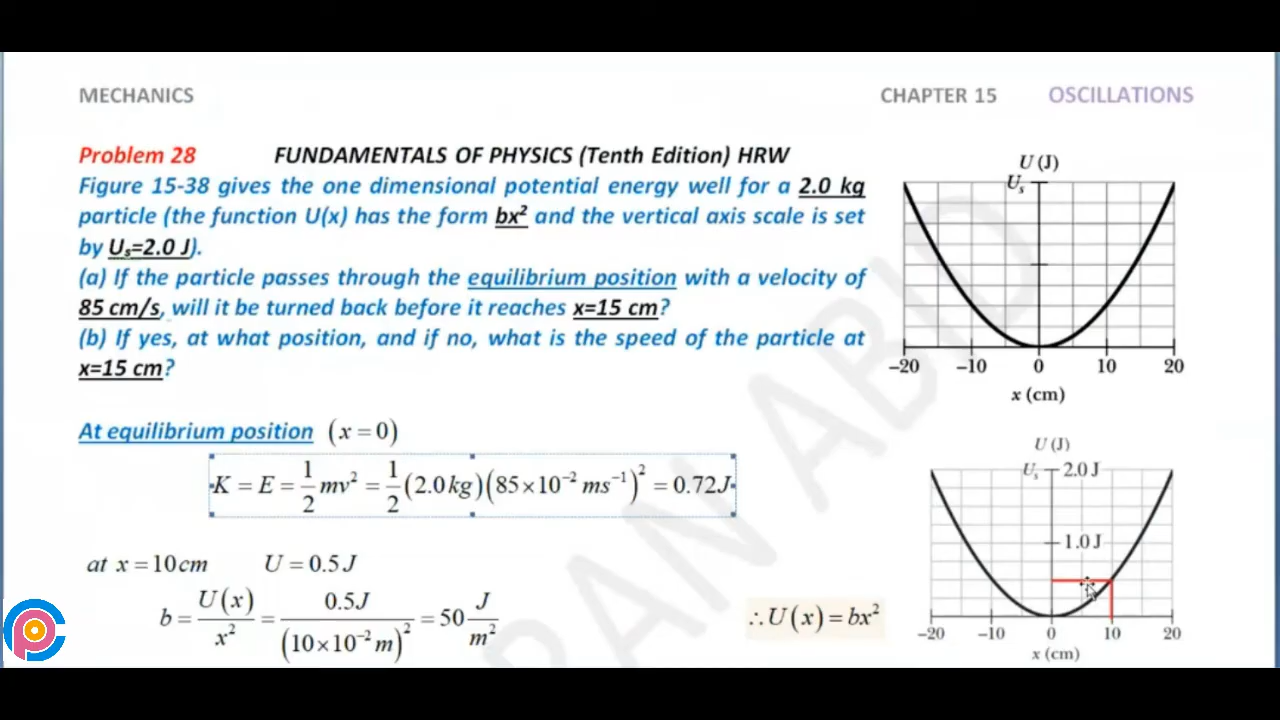 MECHANICS CHAPTER 15 OSCILLATIONS
Problem 28 FUNDAMENTALS OF PHYSICS (Tenth Edition) HRW
Figure 15-38 gives the one dimensional potential energy well for a 2.0 kg
particle (the function U(x) has the form bx² and the vertical axis scale is set
by Us=2.0 J).
(a) If the particle passes through the equilibrium position with a velocity of
85 cm/s, will it be turned back before it reaches x=15 cm?
(b) If yes, at what position, and if no, what is the speed of the particle at
x=15 cm?
U (J)
Us
−20 −10 0 10 20
x (cm)
At equilibrium position (x = 0)
K = E = 1/2 mv² = 1/2 (2.0 kg)(85×10⁻² ms⁻¹)² = 0.72J
at x = 10cm U = 0.5J
b = U(x)/x² = 0.5J/(10×10⁻² m)² = 50 J/m²
∴ U(x) = bx²
U (J)
Us 2.0 J
1.0 J
−20 −10 0 10 20
x (cm)
RAN ABID